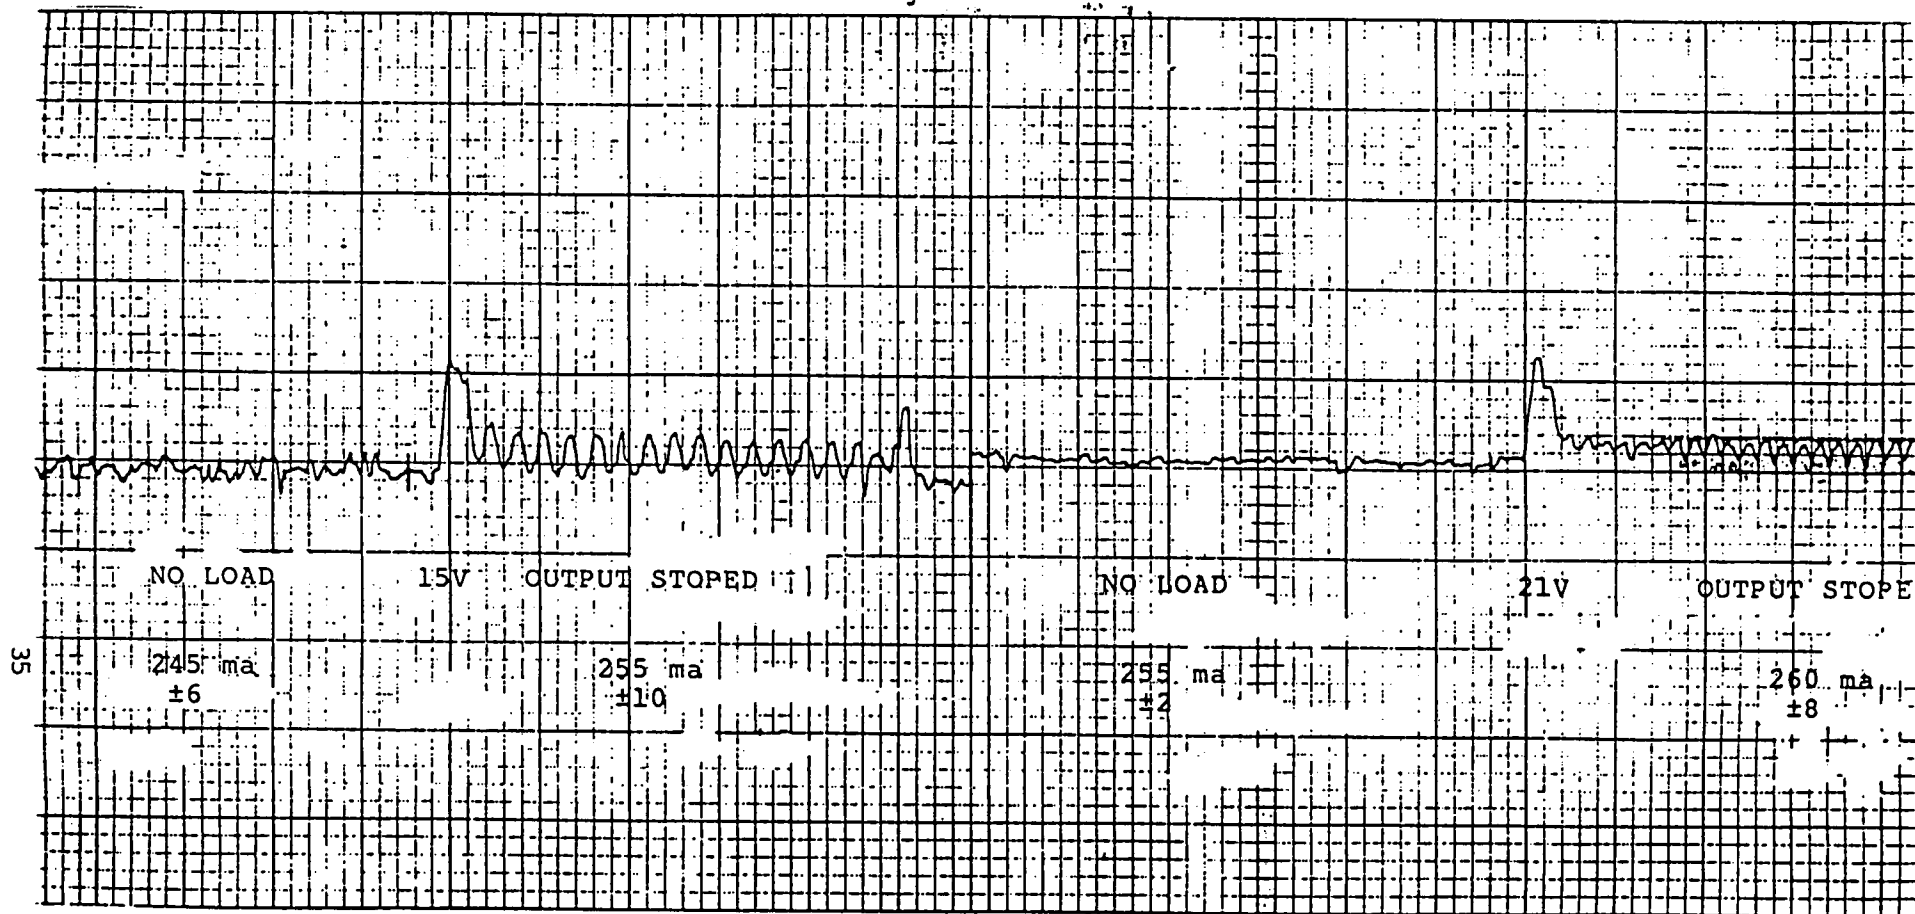 NO LOAD 15V OUTPUT STOPED NO LOAD 21V OUTPUT STOPE
245 ma 255 ma 255 ma 260 ma
±6 ±10 ±2 ±8
35